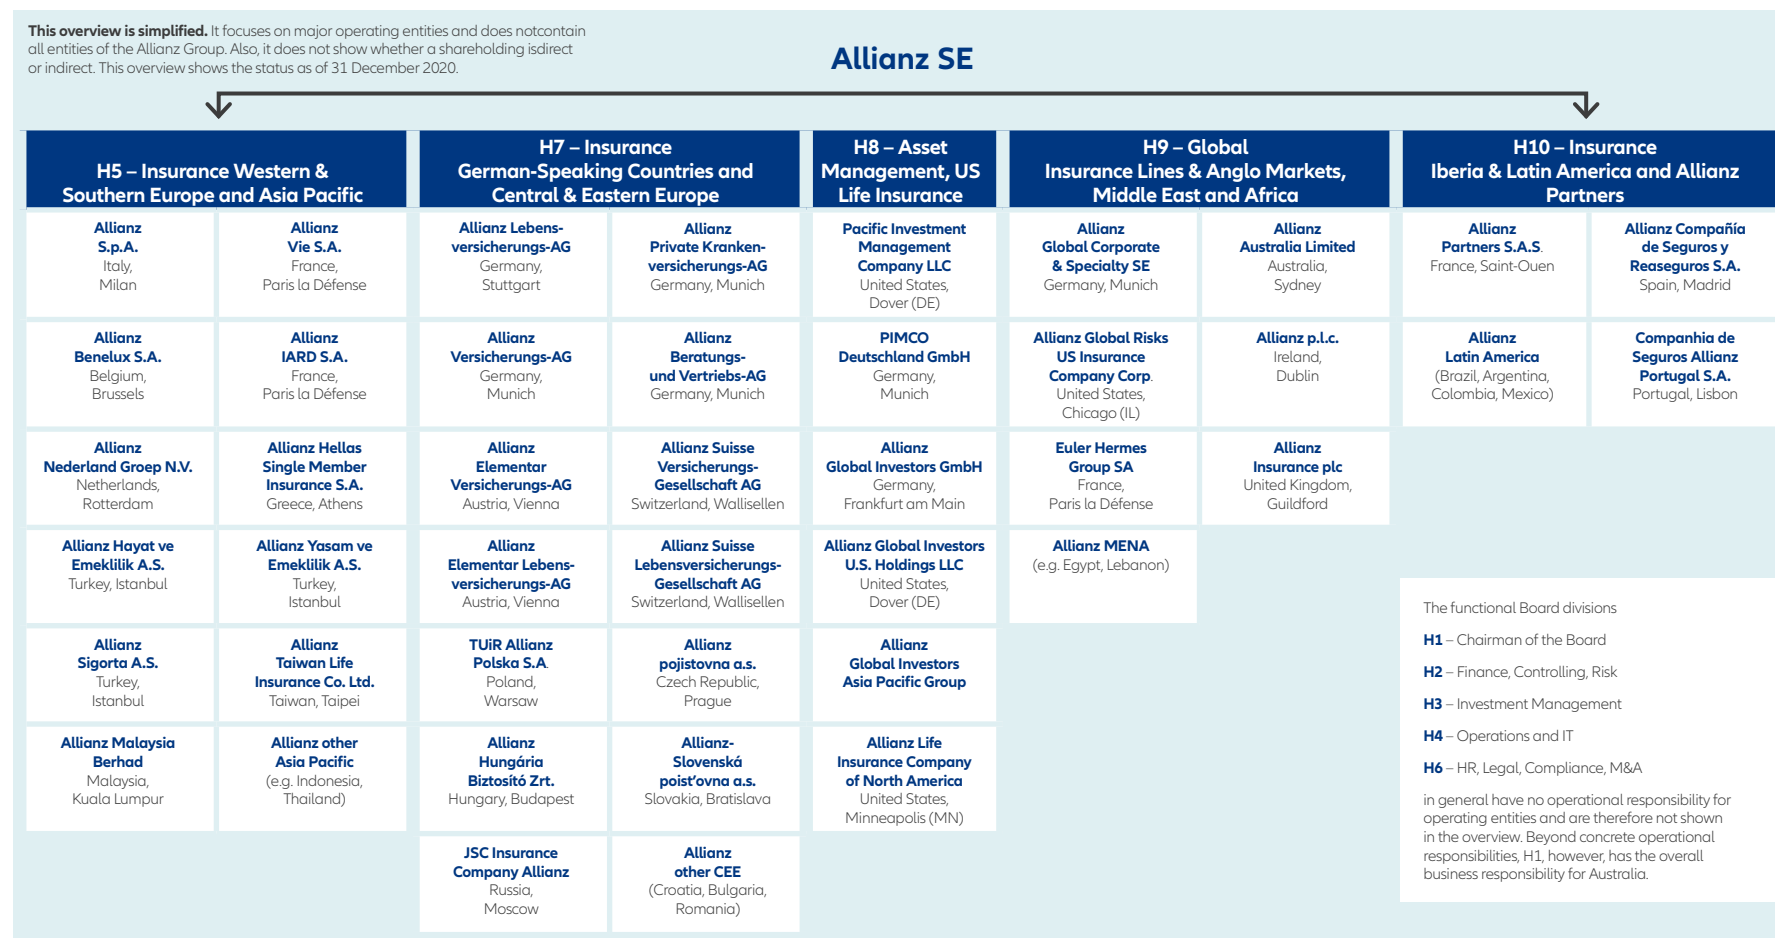 This overview is simplified. It focuses on major operating entities and does notcontain
all entities of the Allianz Group. Also, it does not show whether a shareholding isdirect
or indirect. This overview shows the status as of 31 December 2020.
Allianz SE
H5 – Insurance Western &
Southern Europe and Asia Pacific
Allianz
S.p.A.
Italy,
Milan
Allianz
Vie S.A.
France,
Paris la Défense
Allianz
Benelux S.A.
Belgium,
Brussels
Allianz
IARD S.A.
France,
Paris la Défense
Allianz
Nederland Groep N.V.
Netherlands,
Rotterdam
Allianz Hellas
Single Member
Insurance S.A.
Greece, Athens
Allianz Hayat ve
Emeklilik A.S.
Turkey, Istanbul
Allianz Yasam ve
Emeklilik A.S.
Turkey,
Istanbul
Allianz
Sigorta A.S.
Turkey,
Istanbul
Allianz
Taiwan Life
Insurance Co. Ltd.
Taiwan, Taipei
Allianz Malaysia
Berhad
Malaysia,
Kuala Lumpur
Allianz other
Asia Pacific
(e.g. Indonesia,
Thailand)
H7 – Insurance
German-Speaking Countries and
Central & Eastern Europe
Allianz Lebens-
versicherungs-AG
Germany,
Stuttgart
Allianz
Private Kranken-
versicherungs-AG
Germany, Munich
Allianz
Versicherungs-AG
Germany,
Munich
Allianz
Beratungs-
und Vertriebs-AG
Germany, Munich
Allianz
Elementar
Versicherungs-AG
Austria, Vienna
Allianz Suisse
Versicherungs-
Gesellschaft AG
Switzerland, Wallisellen
Allianz
Elementar Lebens-
versicherungs-AG
Austria, Vienna
Allianz Suisse
Lebensversicherungs-
Gesellschaft AG
Switzerland, Wallisellen
TUiR Allianz
Polska S.A.
Poland,
Warsaw
Allianz
pojistovna a.s.
Czech Republic,
Prague
Allianz
Hungária
Biztosító Zrt.
Hungary, Budapest
Allianz-
Slovenská
poist'ovna a.s.
Slovakia, Bratislava
JSC Insurance
Company Allianz
Russia,
Moscow
Allianz
other CEE
(Croatia, Bulgaria,
Romania)
H8 – Asset
Management, US
Life Insurance
Pacific Investment
Management
Company LLC
United States,
Dover (DE)
PIMCO
Deutschland GmbH
Germany,
Munich
Allianz
Global Investors GmbH
Germany,
Frankfurt am Main
Allianz Global Investors
U.S. Holdings LLC
United States,
Dover (DE)
Allianz
Global Investors
Asia Pacific Group
Allianz Life
Insurance Company
of North America
United States,
Minneapolis (MN)
H9 – Global
Insurance Lines & Anglo Markets,
Middle East and Africa
Allianz
Global Corporate
& Specialty SE
Germany, Munich
Allianz
Australia Limited
Australia,
Sydney
Allianz Global Risks
US Insurance
Company Corp.
United States,
Chicago (IL)
Allianz p.l.c.
Ireland,
Dublin
Euler Hermes
Group SA
France,
Paris la Défense
Allianz
Insurance plc
United Kingdom,
Guildford
Allianz MENA
(e.g. Egypt, Lebanon)
H10 – Insurance
Iberia & Latin America and Allianz
Partners
Allianz
Partners S.A.S.
France, Saint-Ouen
Allianz Compañía
de Seguros y
Reaseguros S.A.
Spain, Madrid
Allianz
Latin America
(Brazil, Argentina,
Colombia, Mexico)
Companhia de
Seguros Allianz
Portugal S.A.
Portugal, Lisbon
The functional Board divisions
H1 – Chairman of the Board
H2 – Finance, Controlling, Risk
H3 – Investment Management
H4 – Operations and IT
H6 – HR, Legal, Compliance, M&A
in general have no operational responsibility for
operating entities and are therefore not shown
in the overview. Beyond concrete operational
responsibilities, H1, however, has the overall
business responsibility for Australia.